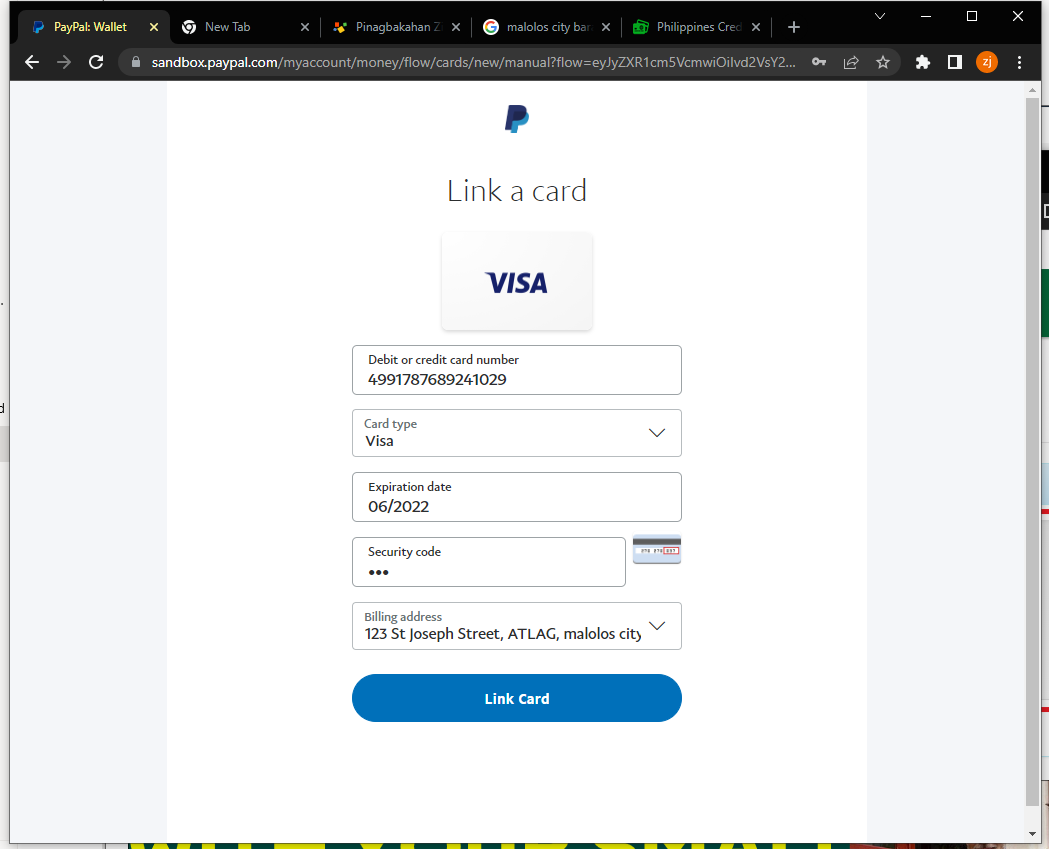 PayPal: Wallet
New Tab
Pinagbakahan Z
malolos city bar
Philippines Cred
sandbox.paypal.com/myaccount/money/flow/cards/new/manual?flow=eyJyZXR1cm5VcmwiOiIvd2VsY2...
zj
Link a card
VISA
Debit or credit card number
4991787689241029
Card type
Visa
Expiration date
06/2022
Security code
•••
Billing address
123 St Joseph Street, ATLAG, malolos city
Link Card